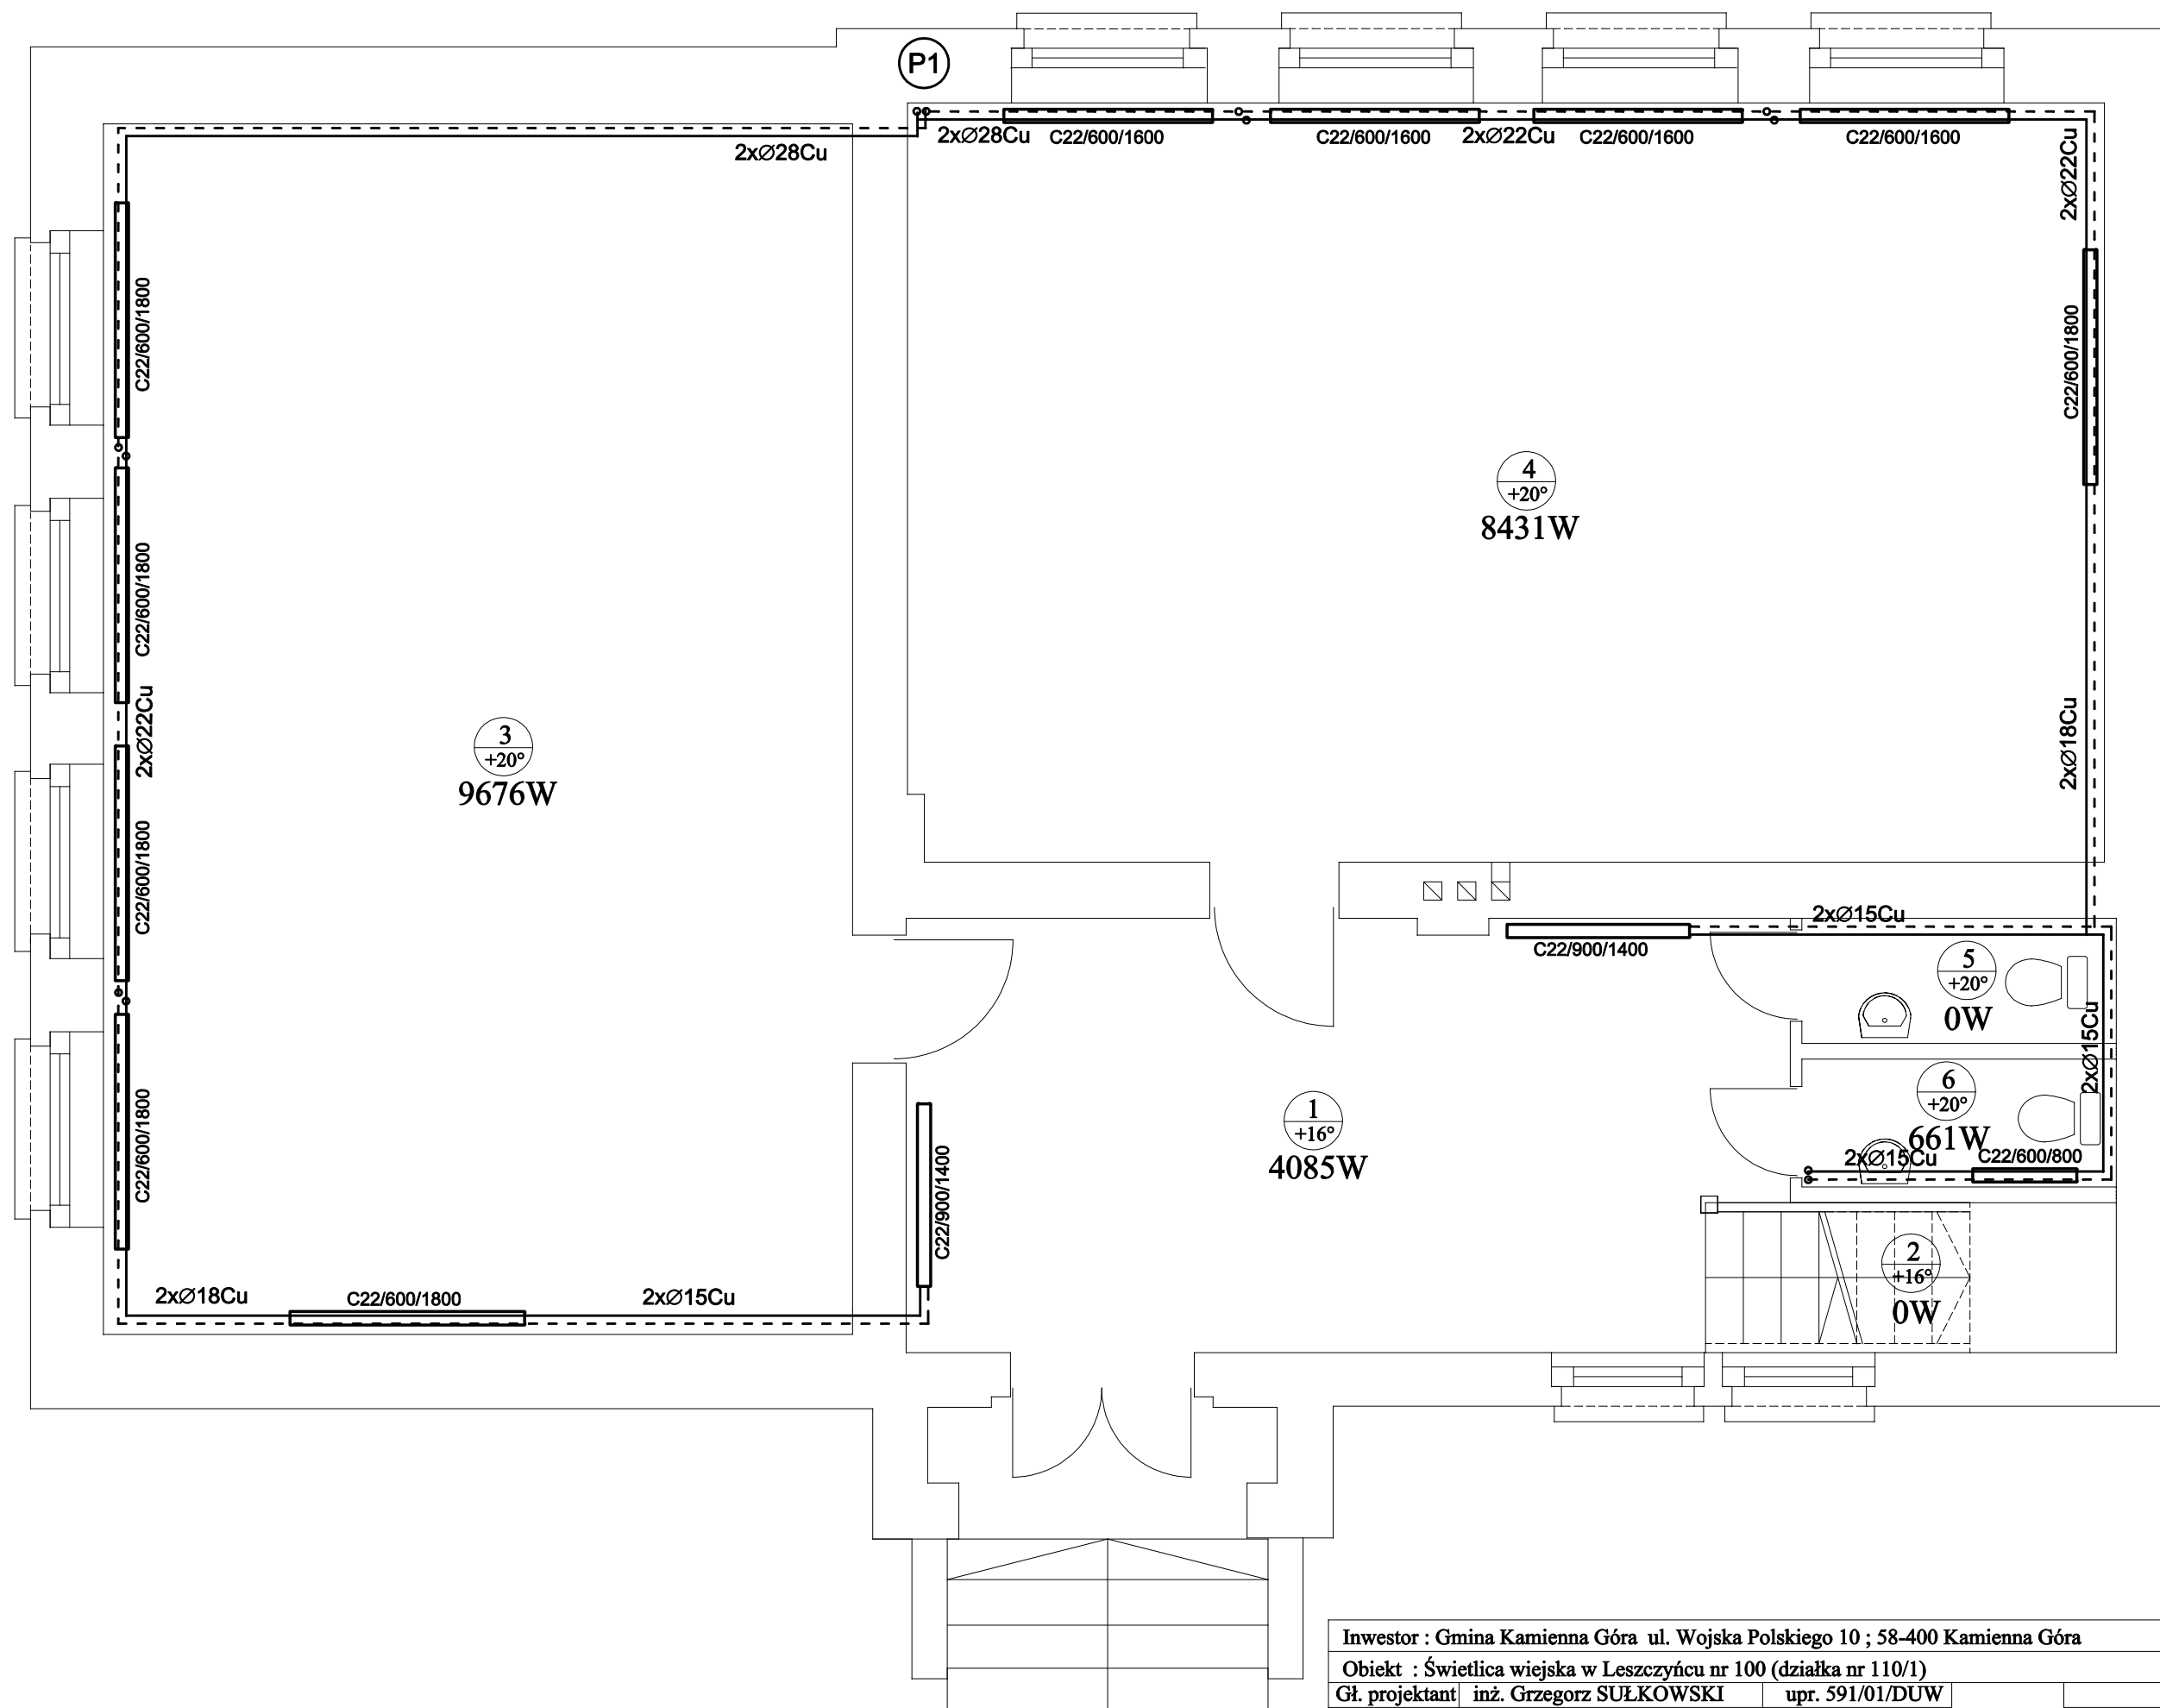 P1
2xØ28Cu
2xØ28Cu
C22/600/1600
C22/600/1600
2xØ22Cu
C22/600/1600
C22/600/1600
2xØ22Cu
C22/600/1800
C22/600/1800
4
+20°
8431W
C22/600/1800
2xØ22Cu
3
+20°
9676W
2xØ18Cu
C22/600/1800
2xØ15Cu
C22/900/1400
5
+20°
0W
2xØ15Cu
6
+20°
661W
1
+16°
4085W
2xØ15Cu
C22/600/800
C22/600/1800
C22/900/1400
2
+16°
0W
2xØ18Cu
C22/600/1800
2xØ15Cu
Inwestor : Gmina Kamienna Góra ul. Wojska Polskiego 10 ; 58-400 Kamienna Góra
Obiekt : Świetlica wiejska w Leszczyńcu nr 100 (działka nr 110/1)
Gł. projektant inż. Grzegorz SUŁKOWSKI upr. 591/01/DUW